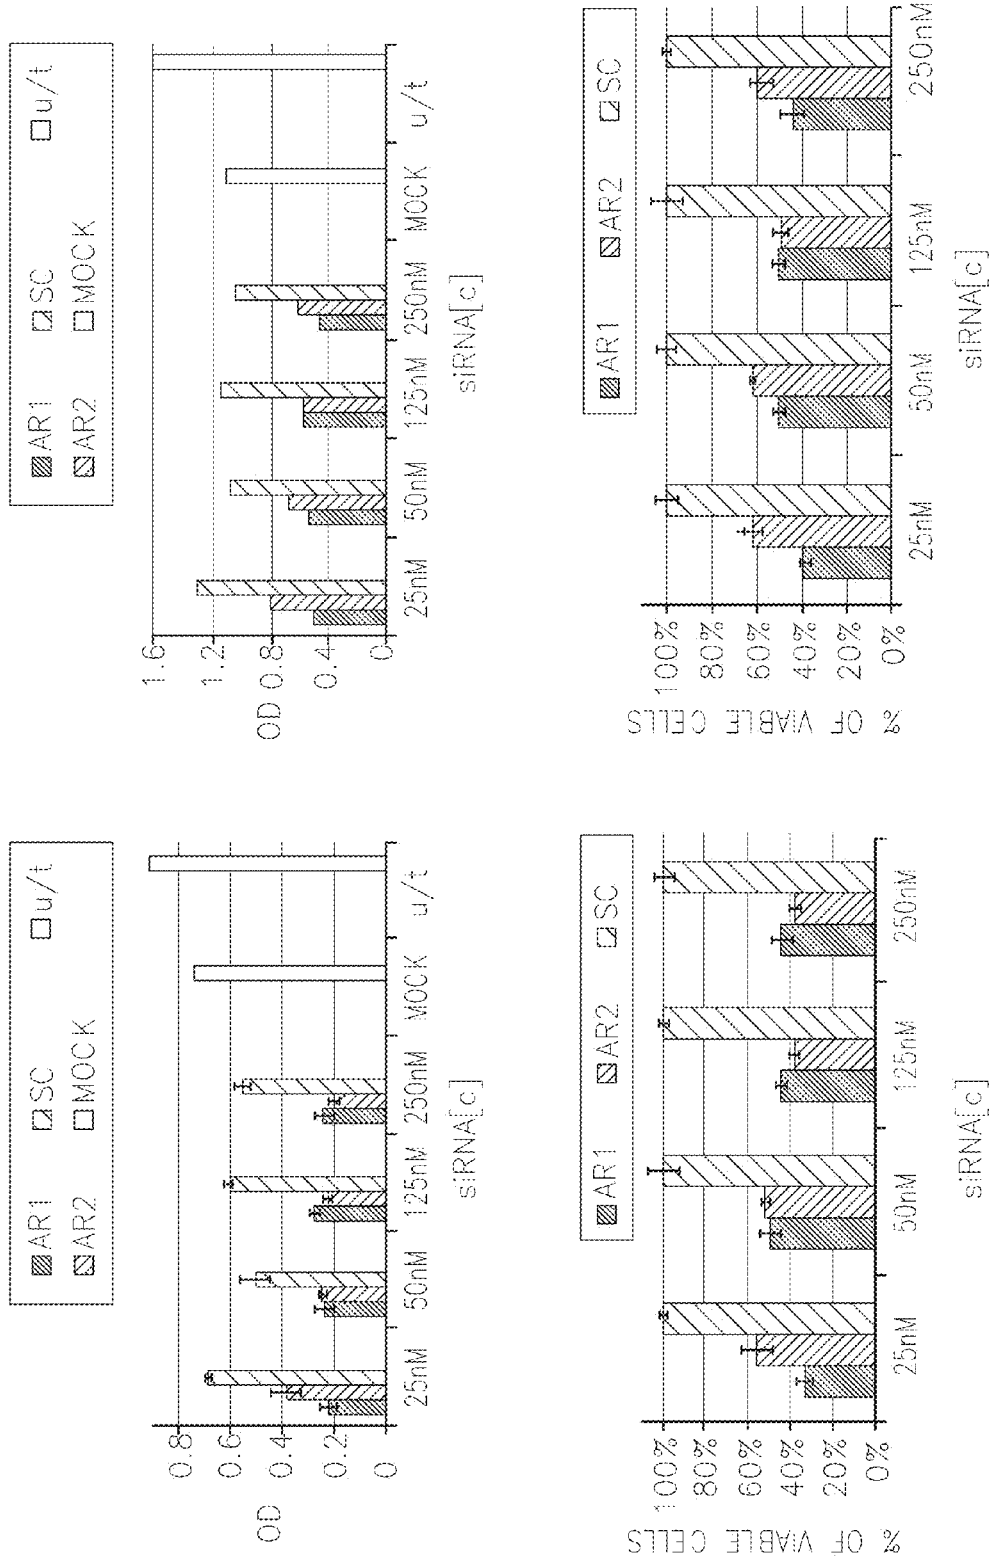 AR1 SC u/t
AR2 MOCK
OD
0.8
0.6
0.4
0.2
0
25nM 50nM 125nM 250nM MOCK u/t
siRNA[c]
AR1 AR2 SC
% OF VIABLE CELLS
100%
80%
60%
40%
20%
0%
25nM 50nM 125nM 250nM
siRNA[c]
AR1 SC u/t
AR2 MOCK
OD
1.6
1.2
0.8
0.4
0
25nM 50nM 125nM 250nM MOCK u/t
siRNA[c]
AR1 AR2 SC
% OF VIABLE CELLS
100%
80%
60%
40%
20%
0%
25nM 50nM 125nM 250nM
siRNA[c]